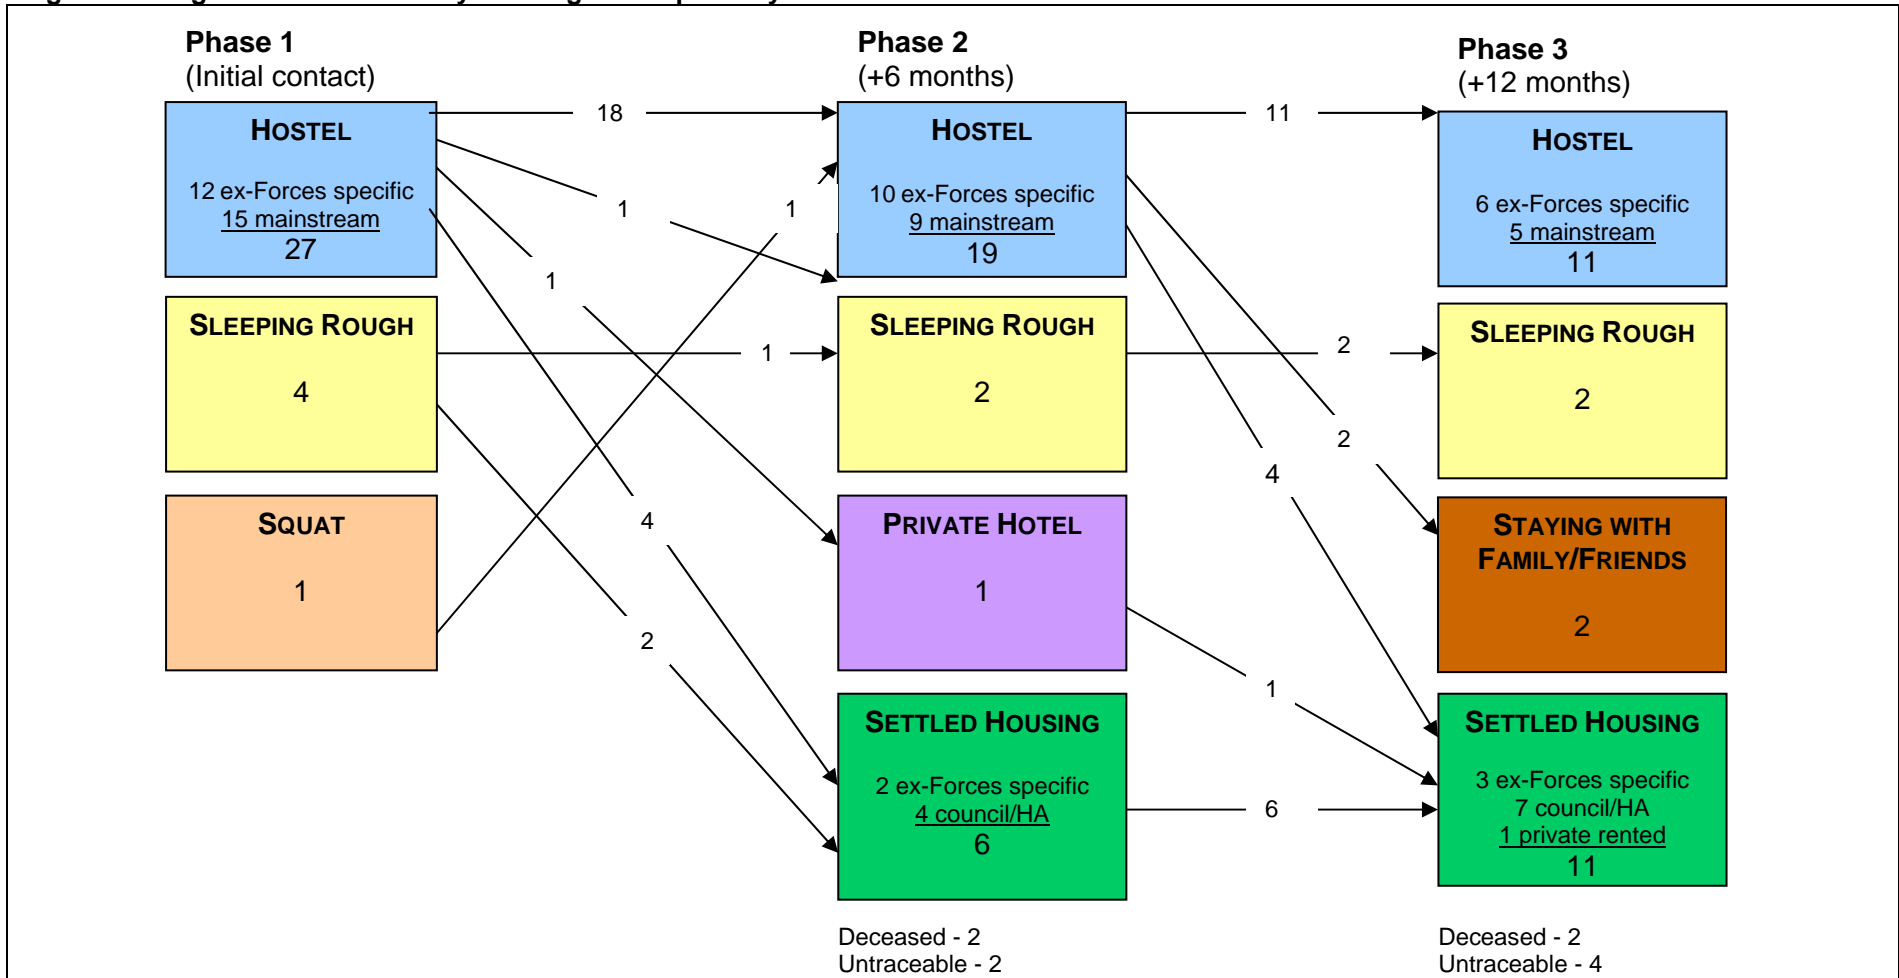 Phase 1
(Initial contact)
HOSTEL
12 ex-Forces specific
15 mainstream
27
SLEEPING ROUGH
4
SQUAT
1
18
1
1
1
1
4
2
Phase 2
(+6 months)
HOSTEL
10 ex-Forces specific
9 mainstream
19
SLEEPING ROUGH
2
PRIVATE HOTEL
1
SETTLED HOUSING
2 ex-Forces specific
4 council/HA
6
Deceased - 2
Untraceable - 2
11
2
2
4
1
6
Phase 3
(+12 months)
HOSTEL
6 ex-Forces specific
5 mainstream
11
SLEEPING ROUGH
2
STAYING WITH
FAMILY/FRIENDS
2
SETTLED HOUSING
3 ex-Forces specific
7 council/HA
1 private rented
11
Deceased - 2
Untraceable - 4